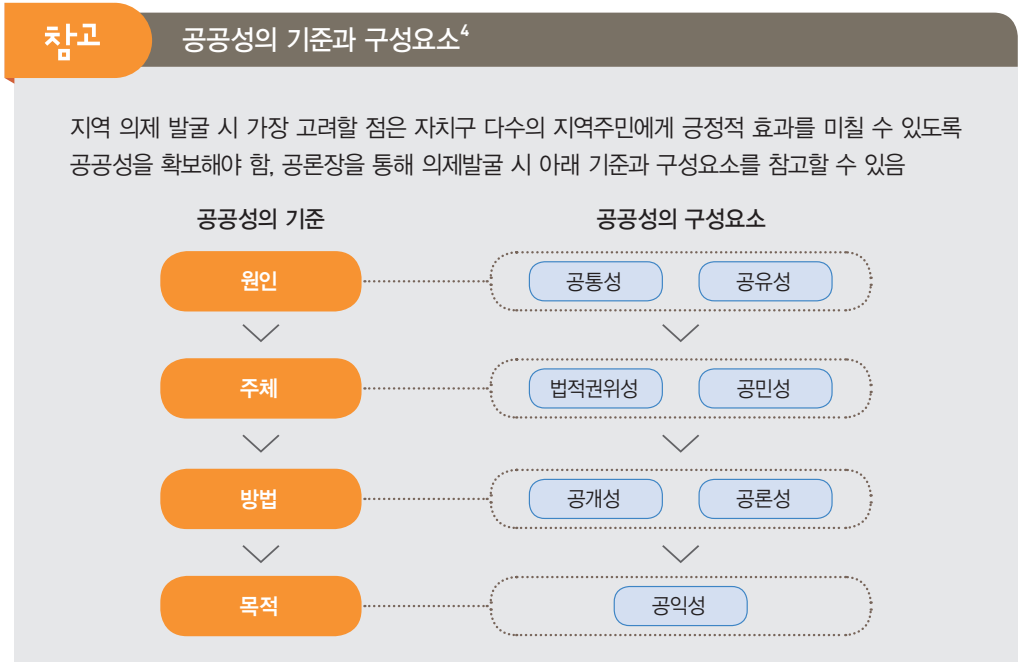 참고
공공성의 기준과 구성요소4
지역 의제 발굴 시 가장 고려할 점은 자치구 다수의 지역주민에게 긍정적 효과를 미칠 수 있도록
공공성을 확보해야 함, 공론장을 통해 의제발굴 시 아래 기준과 구성요소를 참고할 수 있음
공공성의 기준 공공성의 구성요소
원인 공통성 공유성
주체 법적권위성 공민성
방법 공개성 공론성
목적 공익성